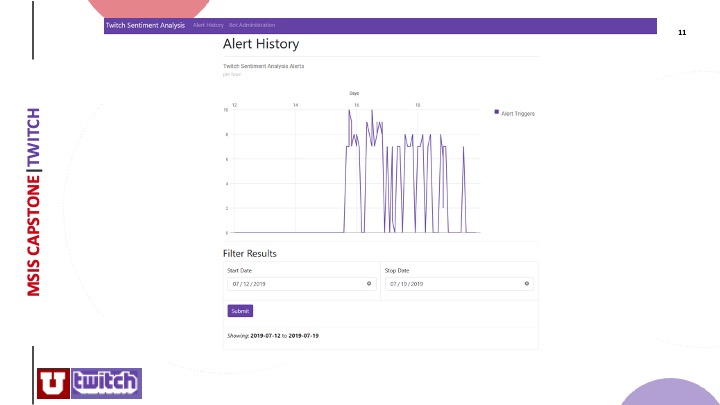 Twitch Sentiment Analysis Alert History Bot Administration
11
Alert History
Twitch Sentiment Analysis Alerts
per hour
Days
12 14 16 18
10
8
6
4
2
0
Alert Triggers
MSIS CAPSTONE|TWITCH
Filter Results
Start Date Stop Date
07/12/2019 07/19/2019
Submit
Showing: 2019-07-12 to 2019-07-19
U twitch